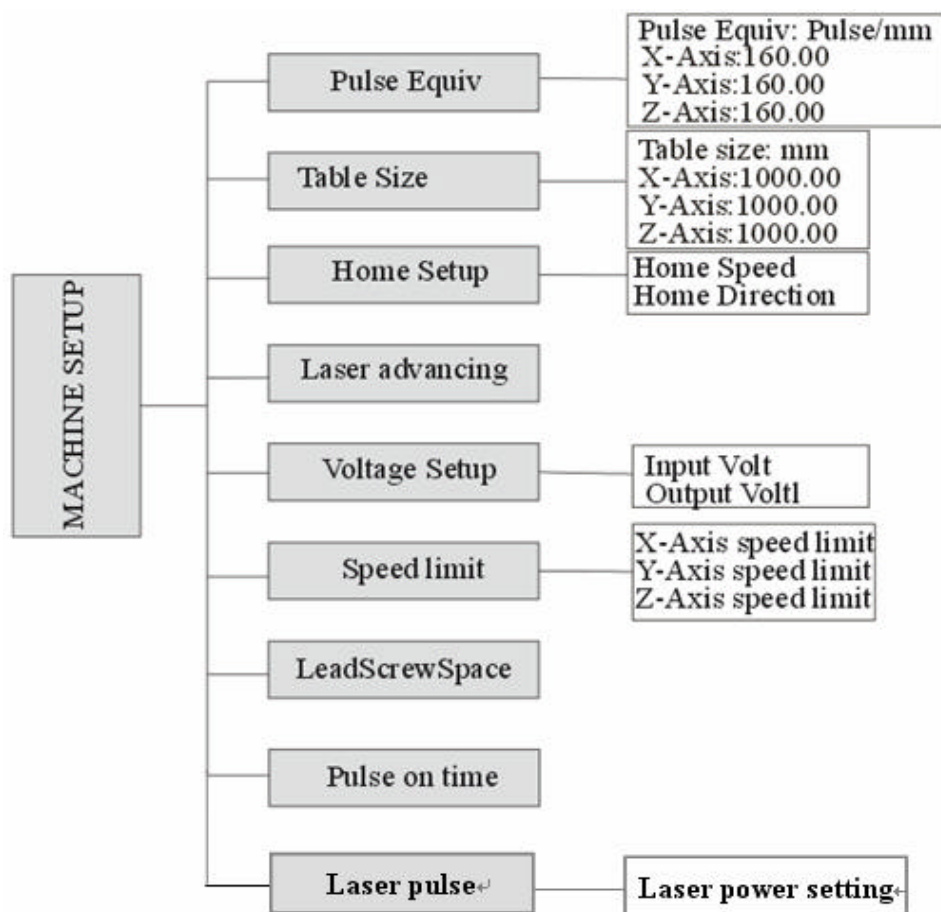 MACHINE SETUP
Pulse Equiv
Pulse Equiv: Pulse/mm
X-Axis:160.00
Y-Axis:160.00
Z-Axis:160.00
Table Size
Table size: mm
X-Axis:1000.00
Y-Axis:1000.00
Z-Axis:1000.00
Home Setup
Home Speed
Home Direction
Laser advancing
Voltage Setup
Input Volt
Output Voltl
Speed limit
X-Axis speed limit
Y-Axis speed limit
Z-Axis speed limit
LeadScrewSpace
Pulse on time
Laser pulse↵
Laser power setting↵